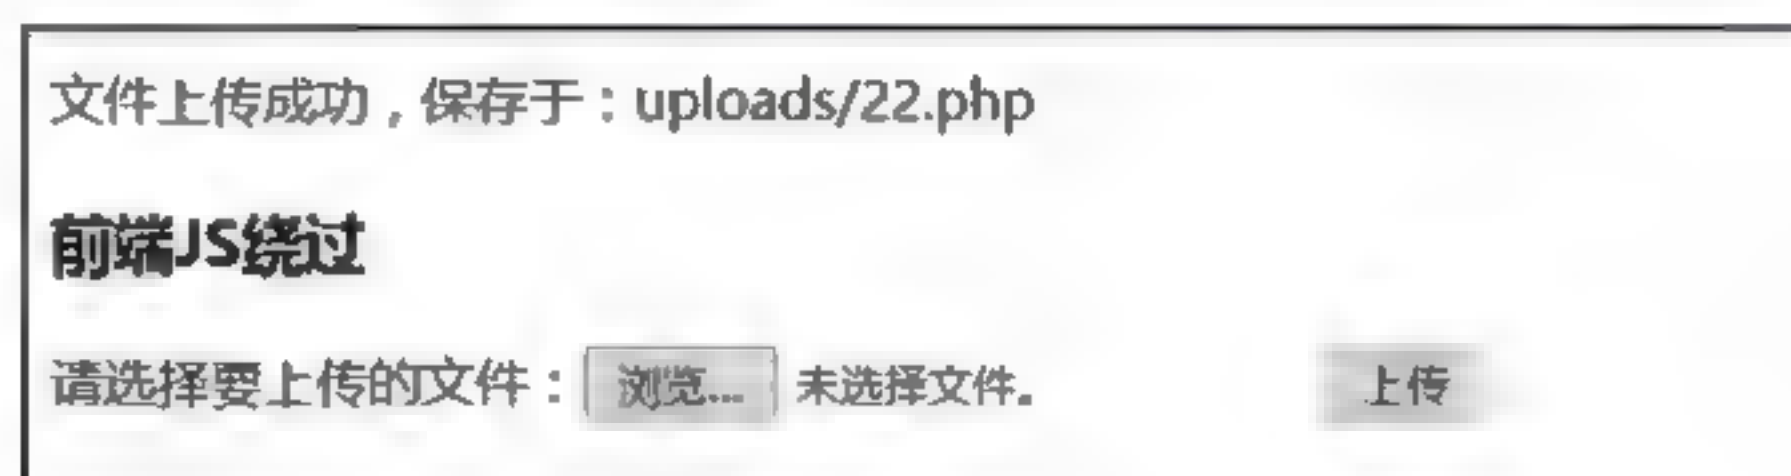 文件上传成功，保存于：uploads/22.php
前端JS绕过
请选择要上传的文件：浏览... 未选择文件。 上传